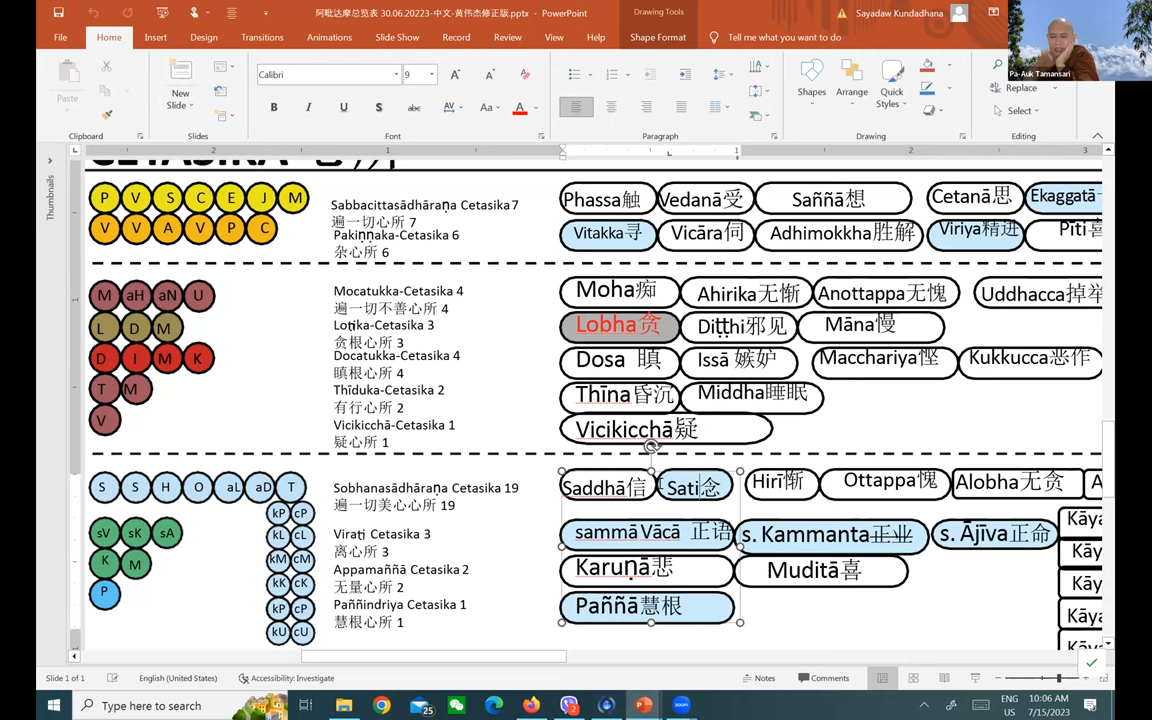 阿毗达摩总览表 30.06.20223-中文-黄伟杰修正版.pptx - PowerPoint
Drawing Tools
Sayadaw Kundadhana
File Home Insert Design Transitions Animations Slide Show Record Review View Help Shape Format Tell me what you want to do
Pa-Auk Tamansari
Calibri 9
Paste
New
Slide
Shapes
Arrange
Quick
Styles
Replace
Select
Clipboard
Slides
Font
Paragraph
Drawing
Editing
2 1 1 2 3
Thumbnails
P V S C E J M
Sabbacittasādhāraṇa Cetasika7
遍一切心所 7
Phassa触 Vedanā受 Saññā想 Cetanā思 Ekaggatā
V V A V P C
Pakiṇṇaka-Cetasika 6
杂心所 6
Vitakka寻 Vicāra伺 Adhimokkha胜解 Viriya精进 Pīti喜
M aH aN U
Mocatukka-Cetasika 4
遍一切不善心所 4
Moha痴 Ahirika无惭 Anottappa无愧 Uddhacca掉举
L D M
Lotịka-Cetasika 3
贪根心所 3
Lobha贪 Diṭṭhi邪见 Māna慢
D I M K
Docatukka-Cetasika 4
瞋根心所 4
Dosa 瞋 Issā 嫉妒 Macchariya悭 Kukkucca恶作
T M
Thīduka-Cetasika 2
有行心所 2
Thīna昏沉 Middha睡眠
V
Vicikicchā-Cetasika 1
疑心所 1
Vicikicchā疑
S S H O aL aD T
Sobhanasādhāraṇa Cetasika 19
遍一切美心心所 19
Saddhā信 Sati念 Hirī惭 Ottappa愧 Alobha无贪 A
kP cP
kL cL
kM cM
kK cK
kP cP
kU cU
sV sK sA
Virati Cetasika 3
离心所 3
sammāVācā 正语 s. Kammanta正业 s. Ājīva正命
K M
Appamaññā Cetasika 2
无量心所 2
Karuṇā悲 Muditā喜
P
Paññindriya Cetasika 1
慧根心所 1
Paññā慧根
Kāya
Kāy
Kāy
Kāya
Slide 1 of 1
English (United States)
Accessibility: Investigate
Notes
Comments
Type here to search
25
2
zoom
ENG
US
10:06 AM
7/15/2023